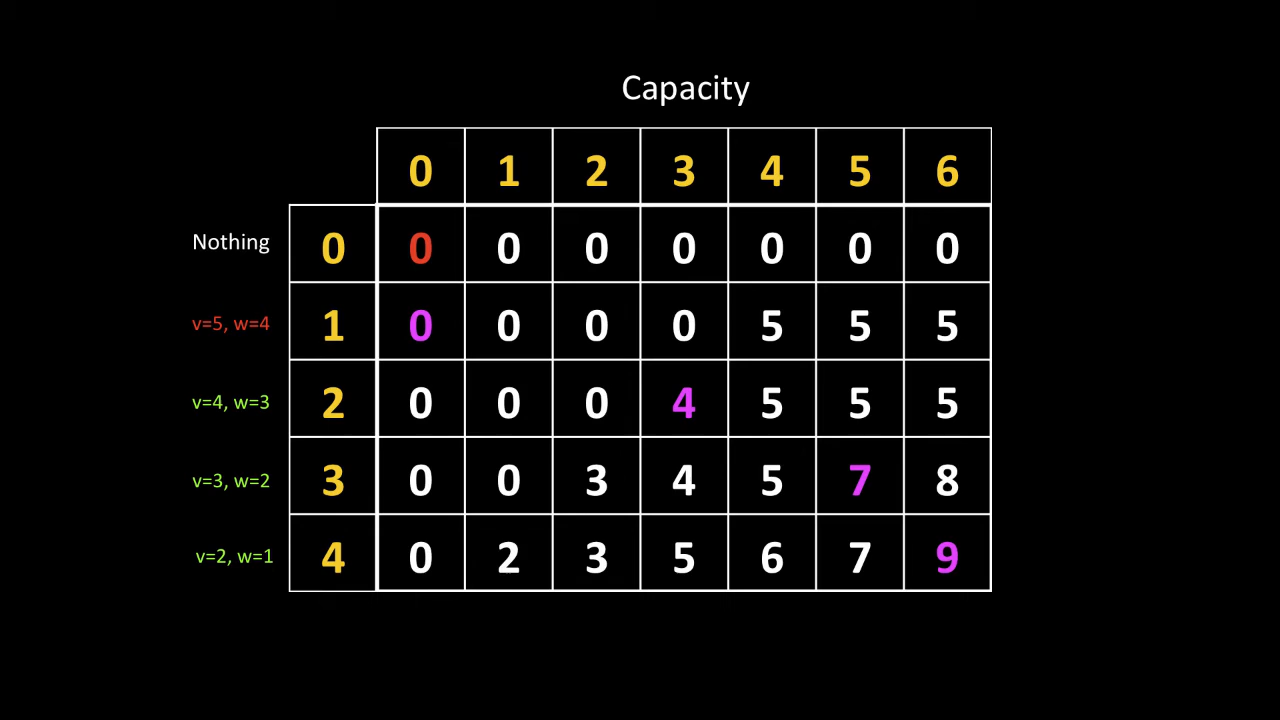 Capacity
0 1 2 3 4 5 6
Nothing 0 0 0 0 0 0 0 0
v=5, w=4 1 0 0 0 0 5 5 5
v=4, w=3 2 0 0 0 4 5 5 5
v=3, w=2 3 0 0 3 4 5 7 8
v=2, w=1 4 0 2 3 5 6 7 9